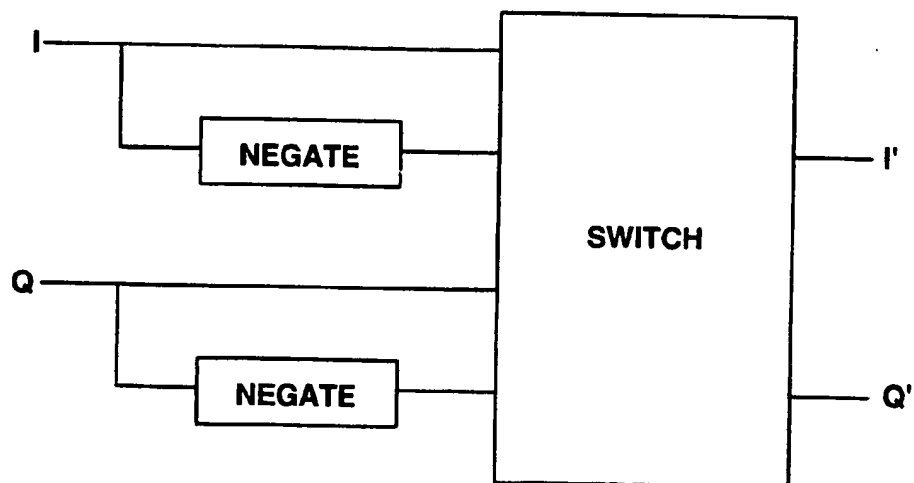 I
NEGATE
I'
SWITCH
Q
NEGATE
Q'